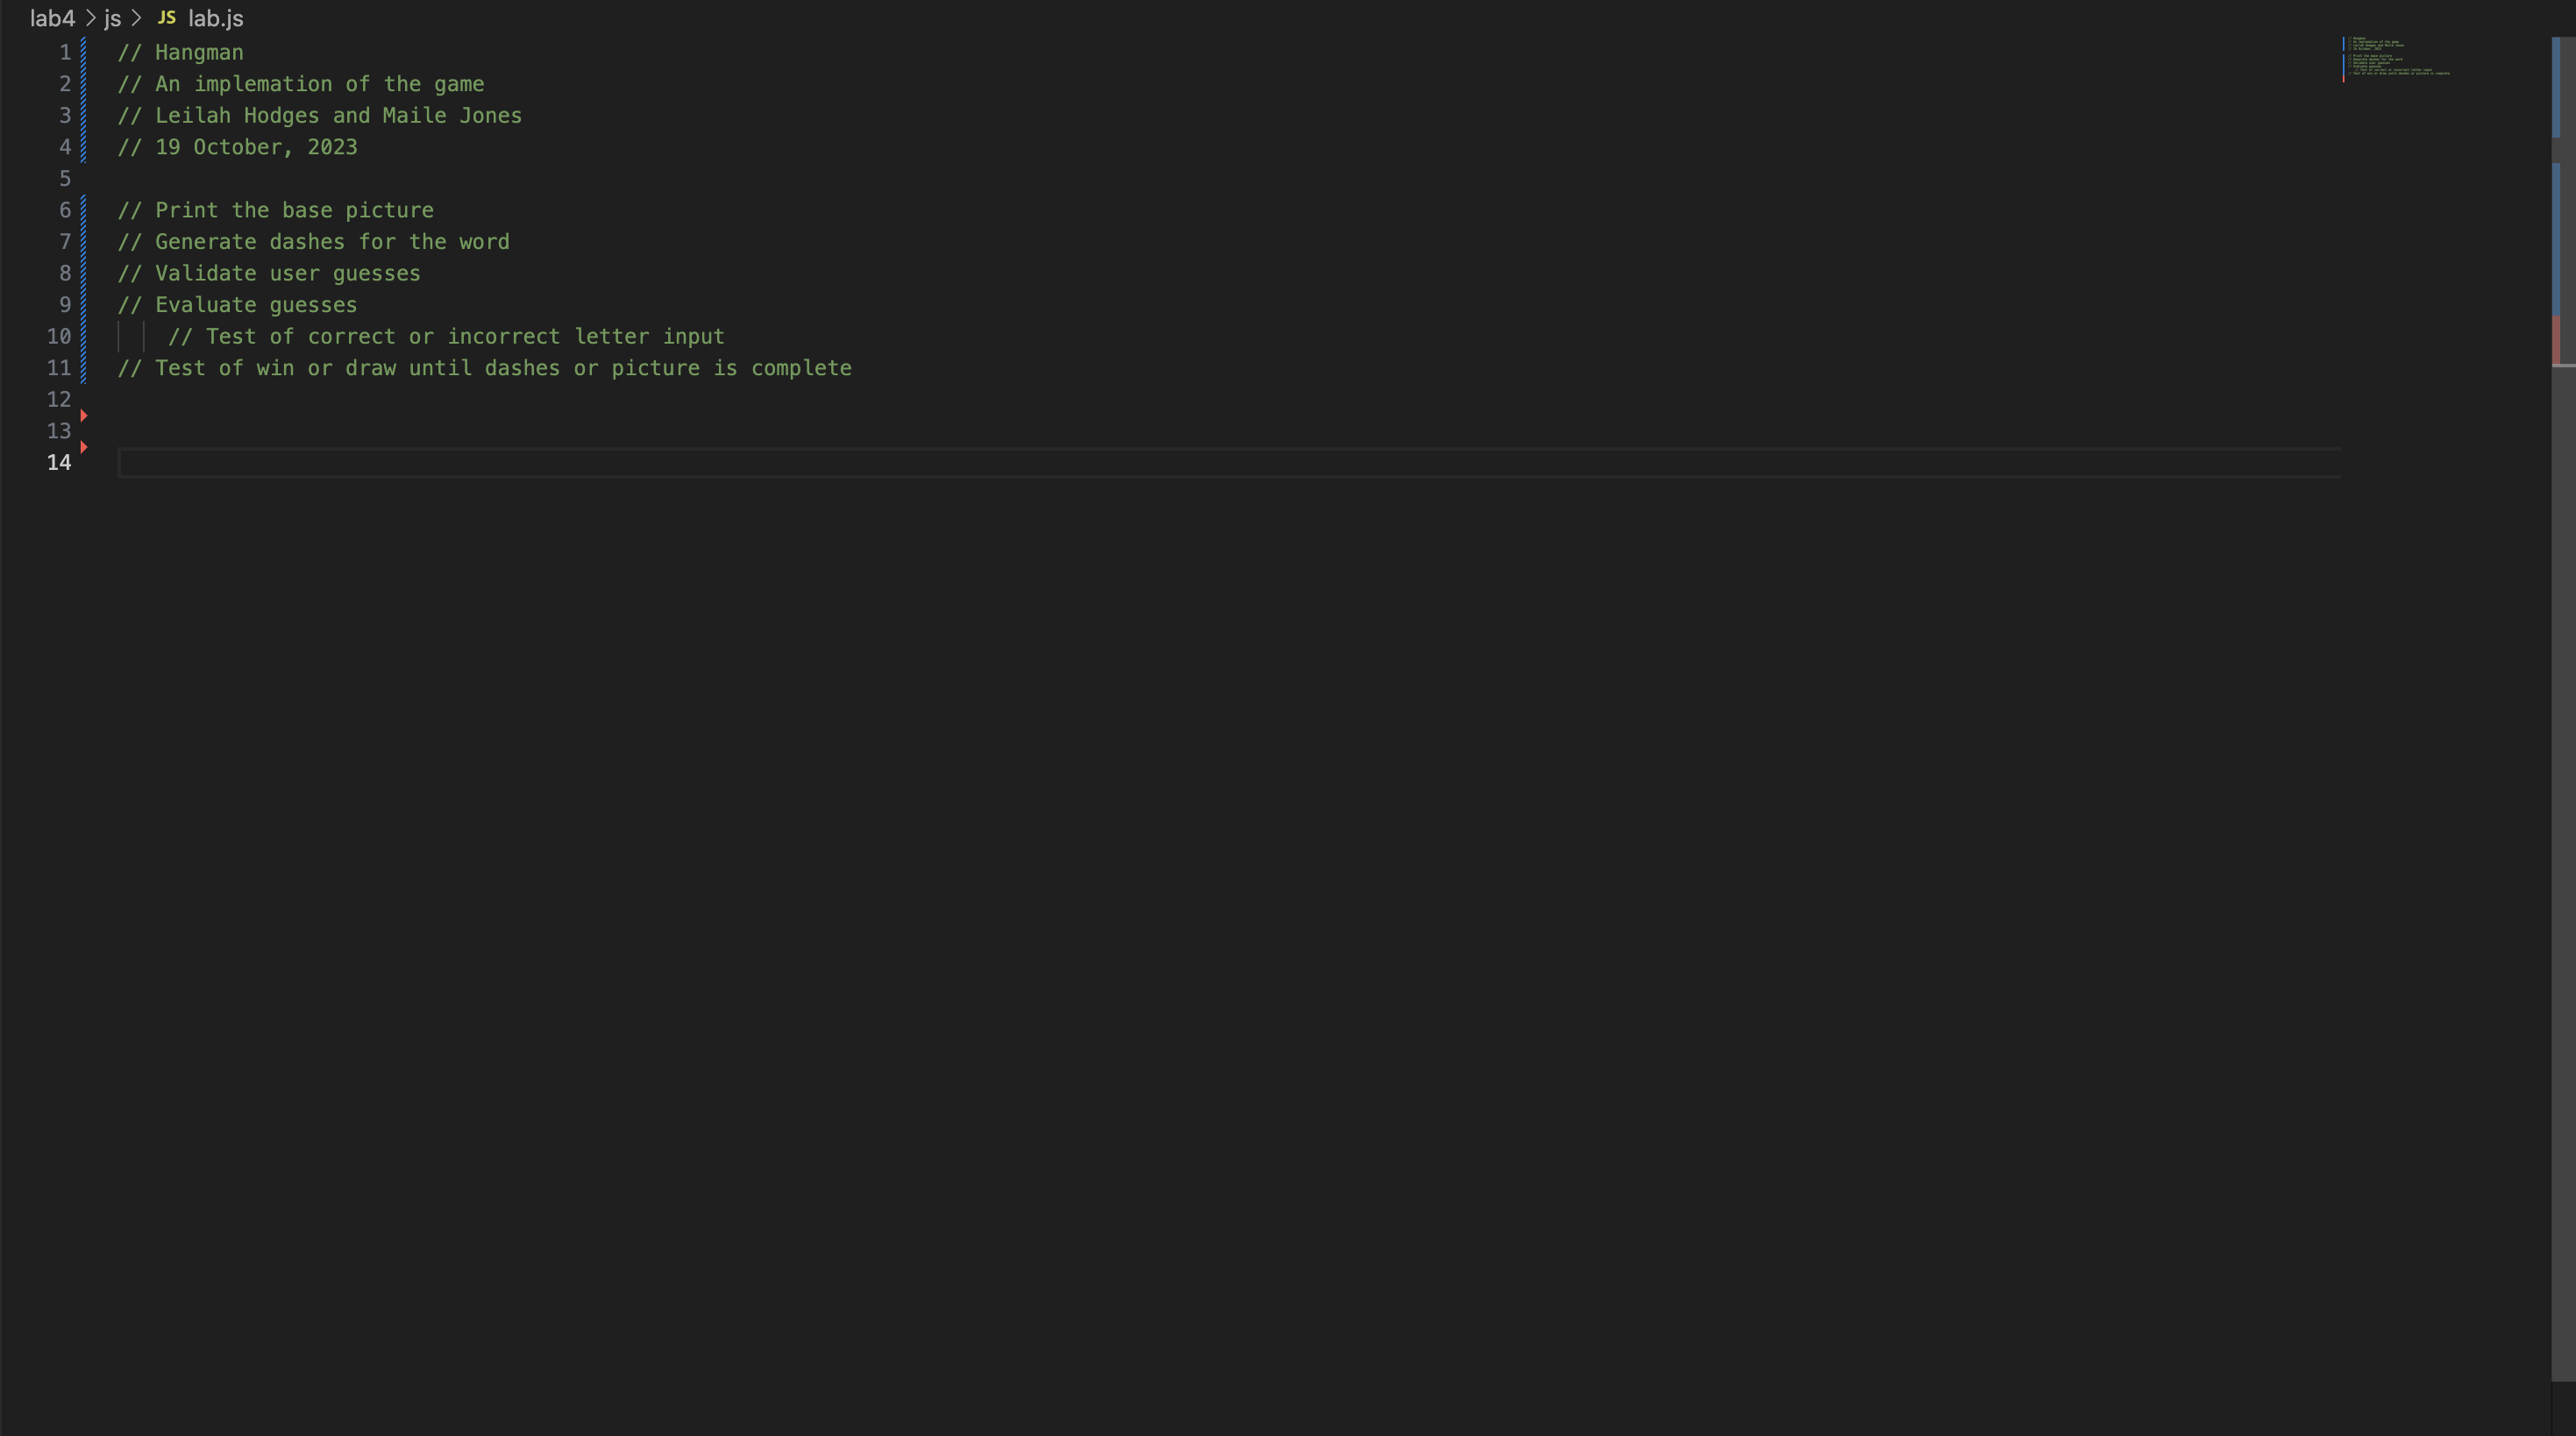 lab4 > js > JS lab.js
1 // Hangman
2 // An implemation of the game
3 // Leilah Hodges and Maile Jones
4 // 19 October, 2023
5
6 // Print the base picture
7 // Generate dashes for the word
8 // Validate user guesses
9 // Evaluate guesses
10 // Test of correct or incorrect letter input
11 // Test of win or draw until dashes or picture is complete
12
13
14